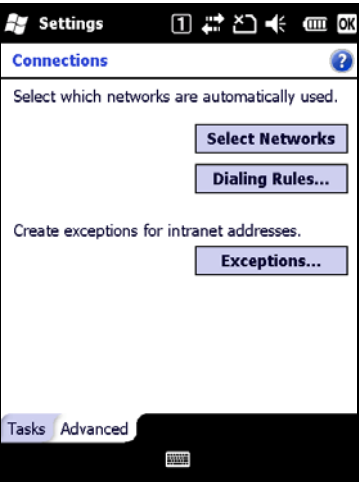 Settings 1 OK
Connections ?
Select which networks are automatically used.
Select Networks
Dialing Rules...
Create exceptions for intranet addresses.
Exceptions...
Tasks Advanced